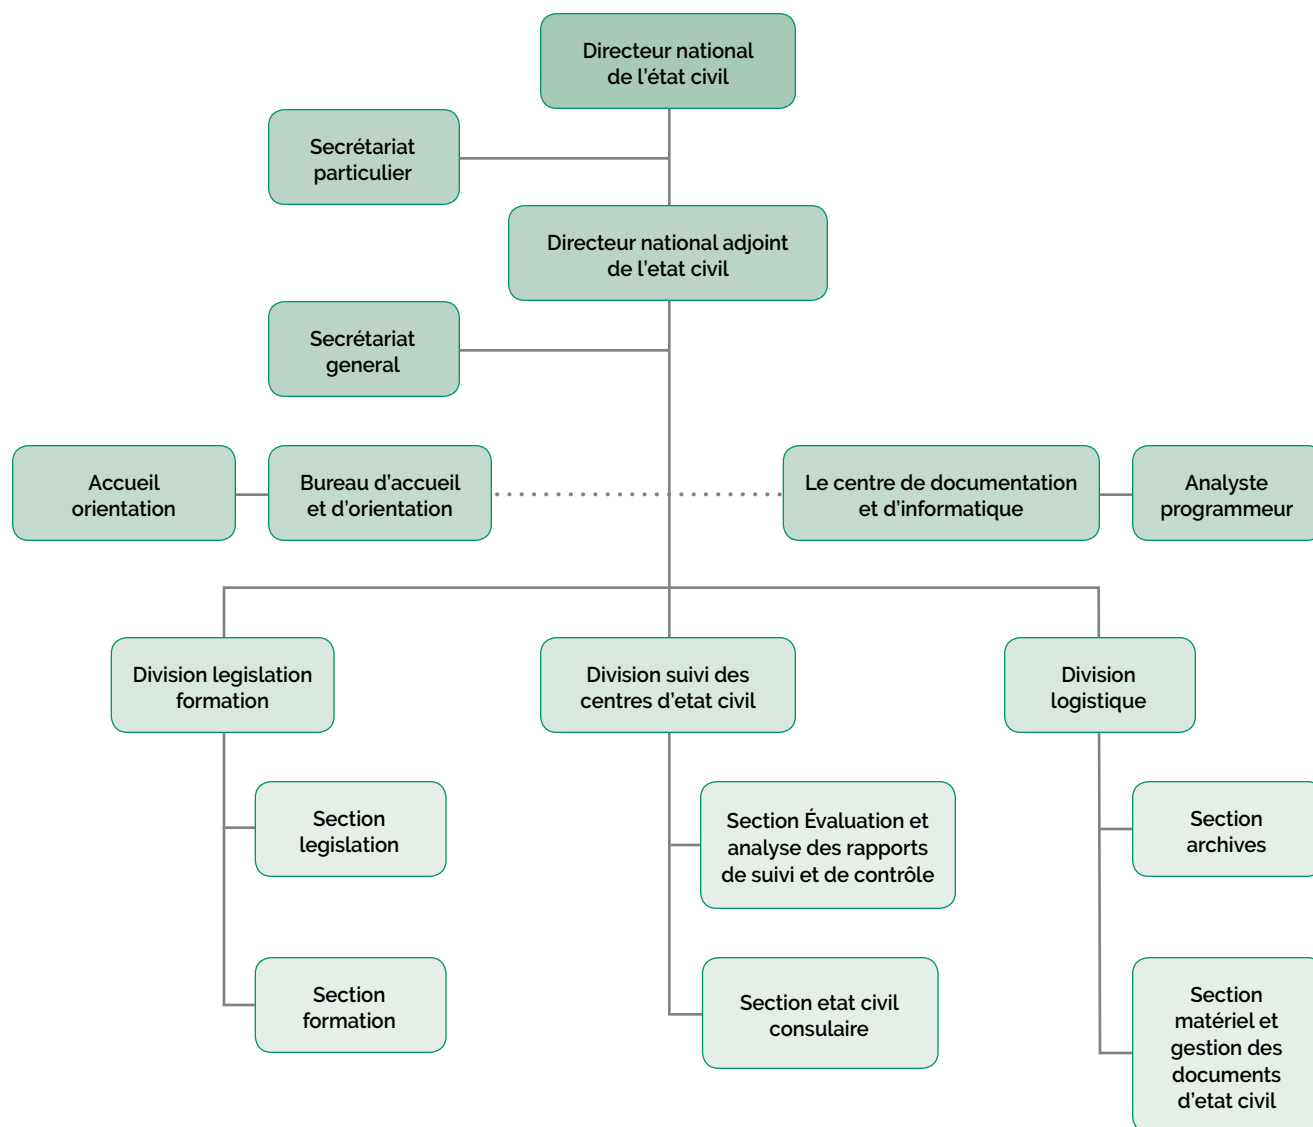 Directeur national
de l'état civil
Secrétariat
particulier
Directeur national adjoint
de l'etat civil
Secrétariat
general
Accueil
orientation
Bureau d'accueil
et d'orientation
Le centre de documentation
et d'informatique
Analyste
programmeur
Division legislation
formation
Division suivi des
centres d'etat civil
Division
logistique
Section
legislation
Section Évaluation et
analyse des rapports
de suivi et de contrôle
Section
archives
Section
formation
Section etat civil
consulaire
Section
matériel et
gestion des
documents
d'etat civil